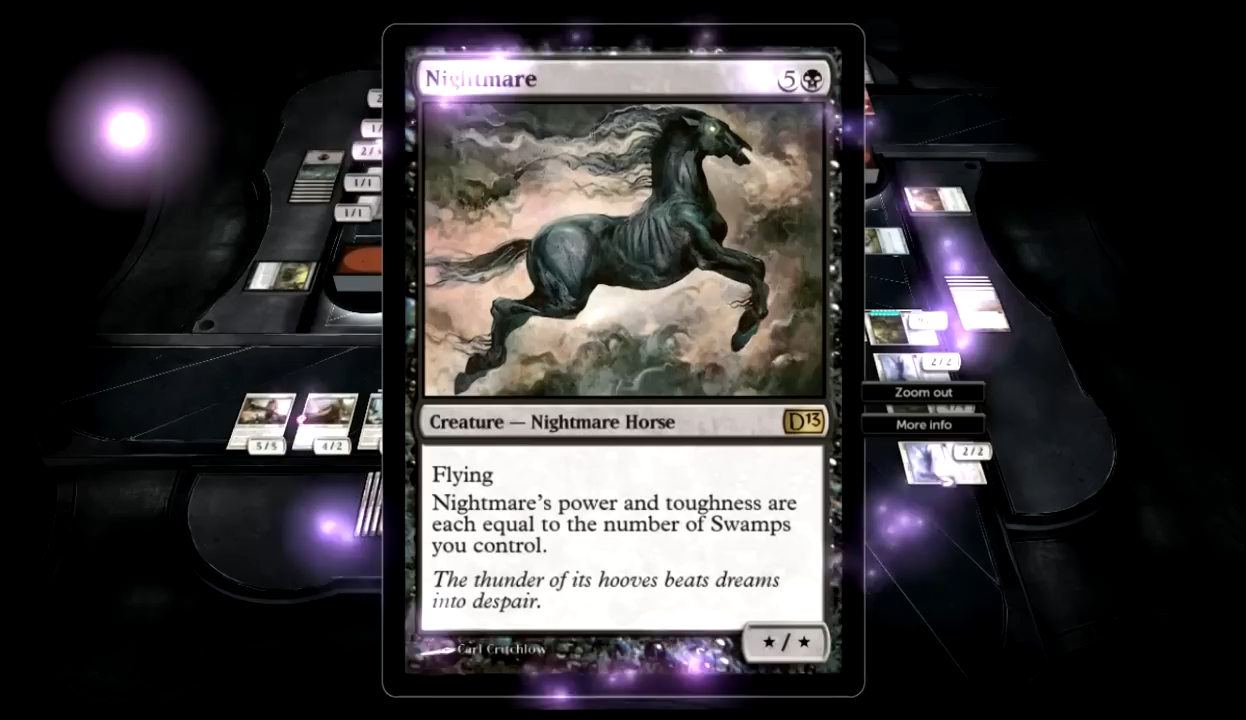 Nightmare 5
Creature — Nightmare Horse D13
Flying
Nightmare's power and toughness are
each equal to the number of Swamps
you control.
The thunder of its hooves beats dreams
into despair.
Carl Critchlow
★ / ★
1/1
1/1
5/5
4/2
2/2
2/2
Zoom out
More info